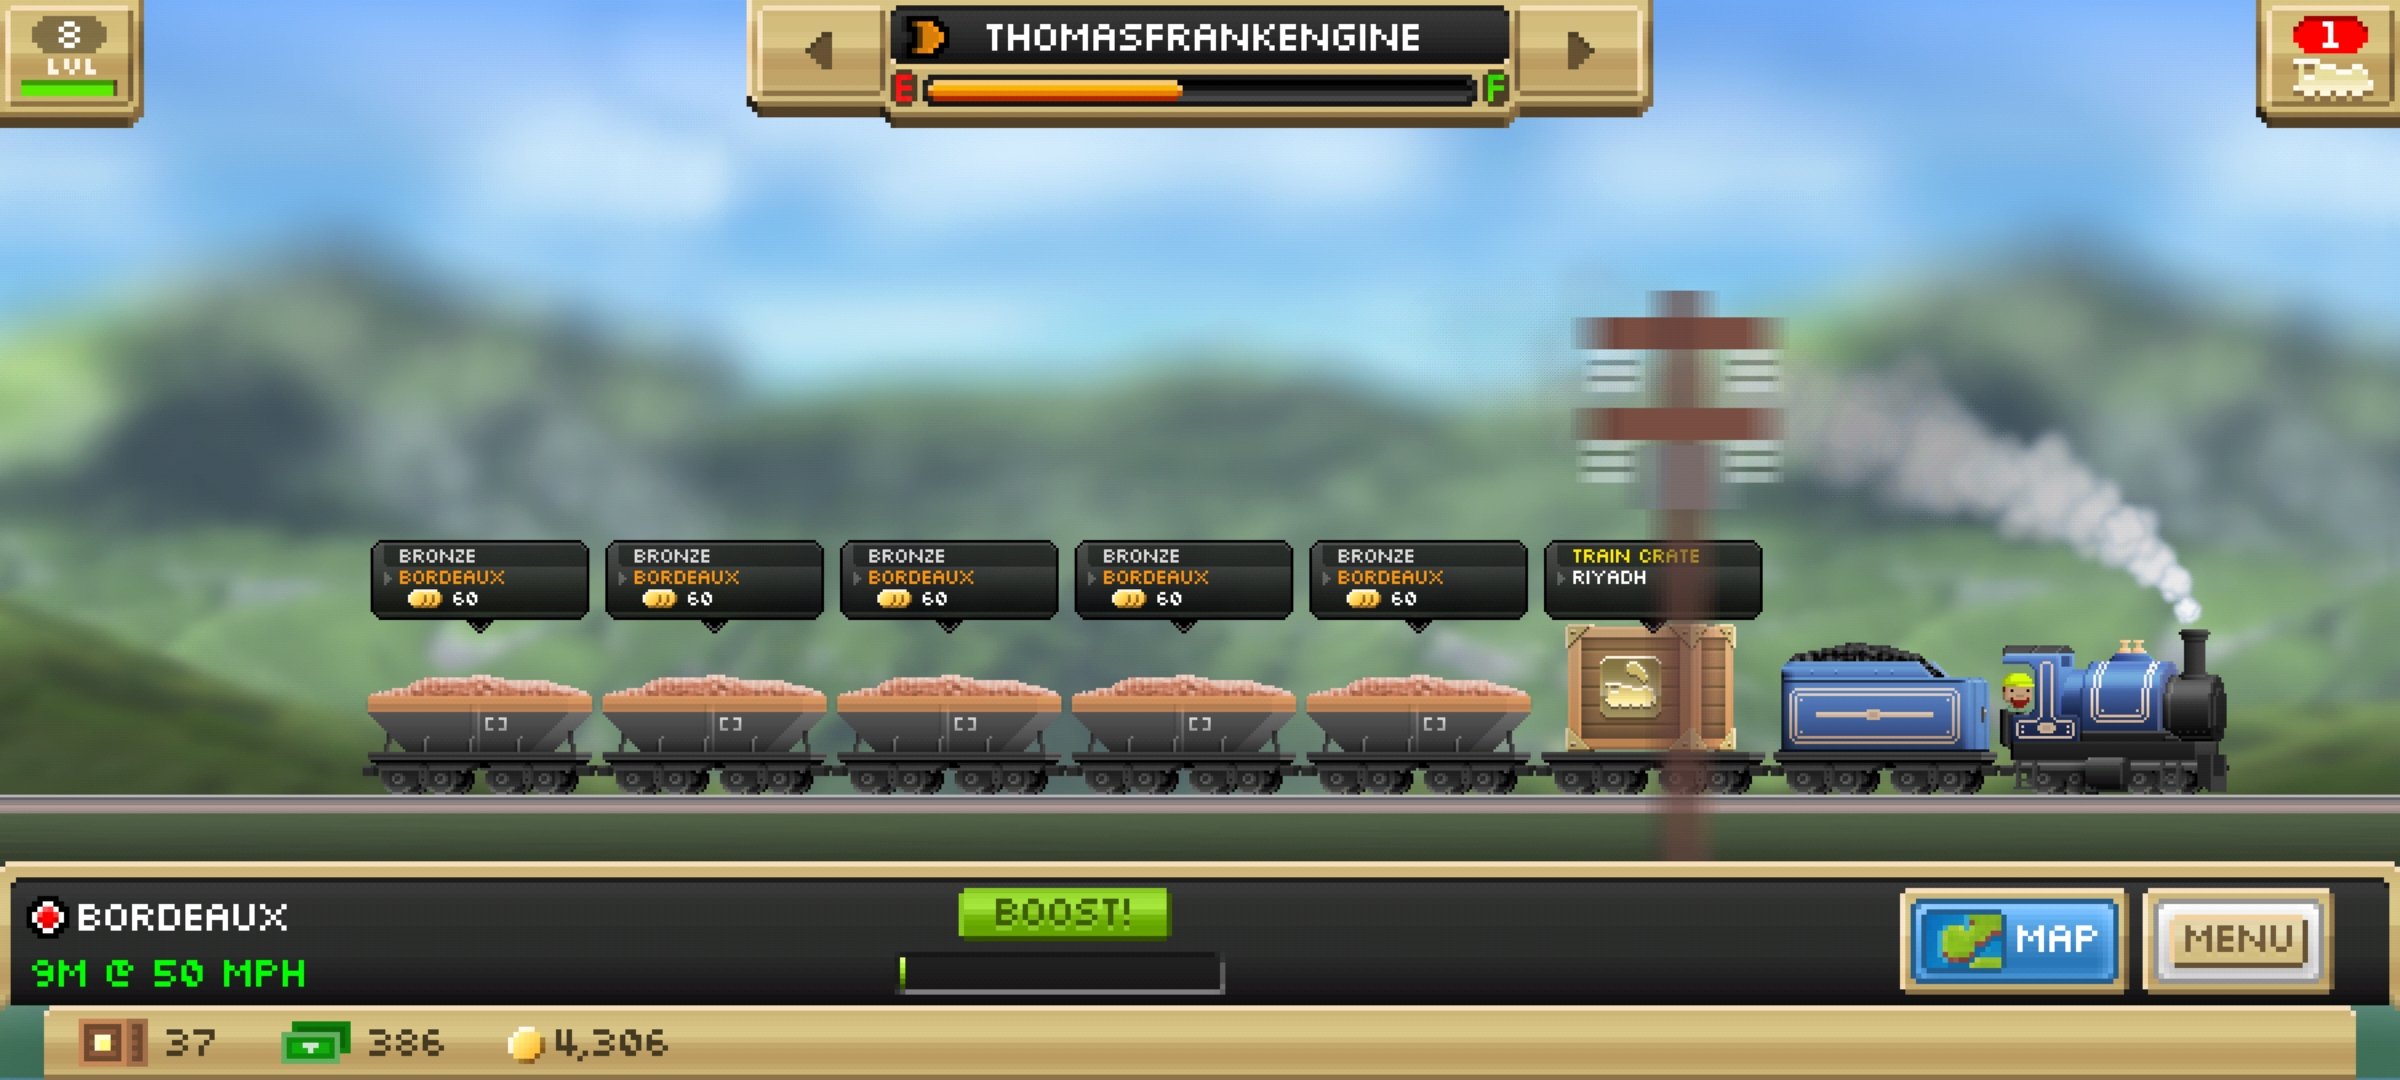 8
LVL
THOMASFRANKENGINE
E
F
1
BRONZE
BORDEAUX
60
BRONZE
BORDEAUX
60
BRONZE
BORDEAUX
60
BRONZE
BORDEAUX
60
BRONZE
BORDEAUX
60
TRAIN CRATE
RIYADH
BORDEAUX
9M @ 50 MPH
BOOST!
MAP
MENU
37
386
4,306